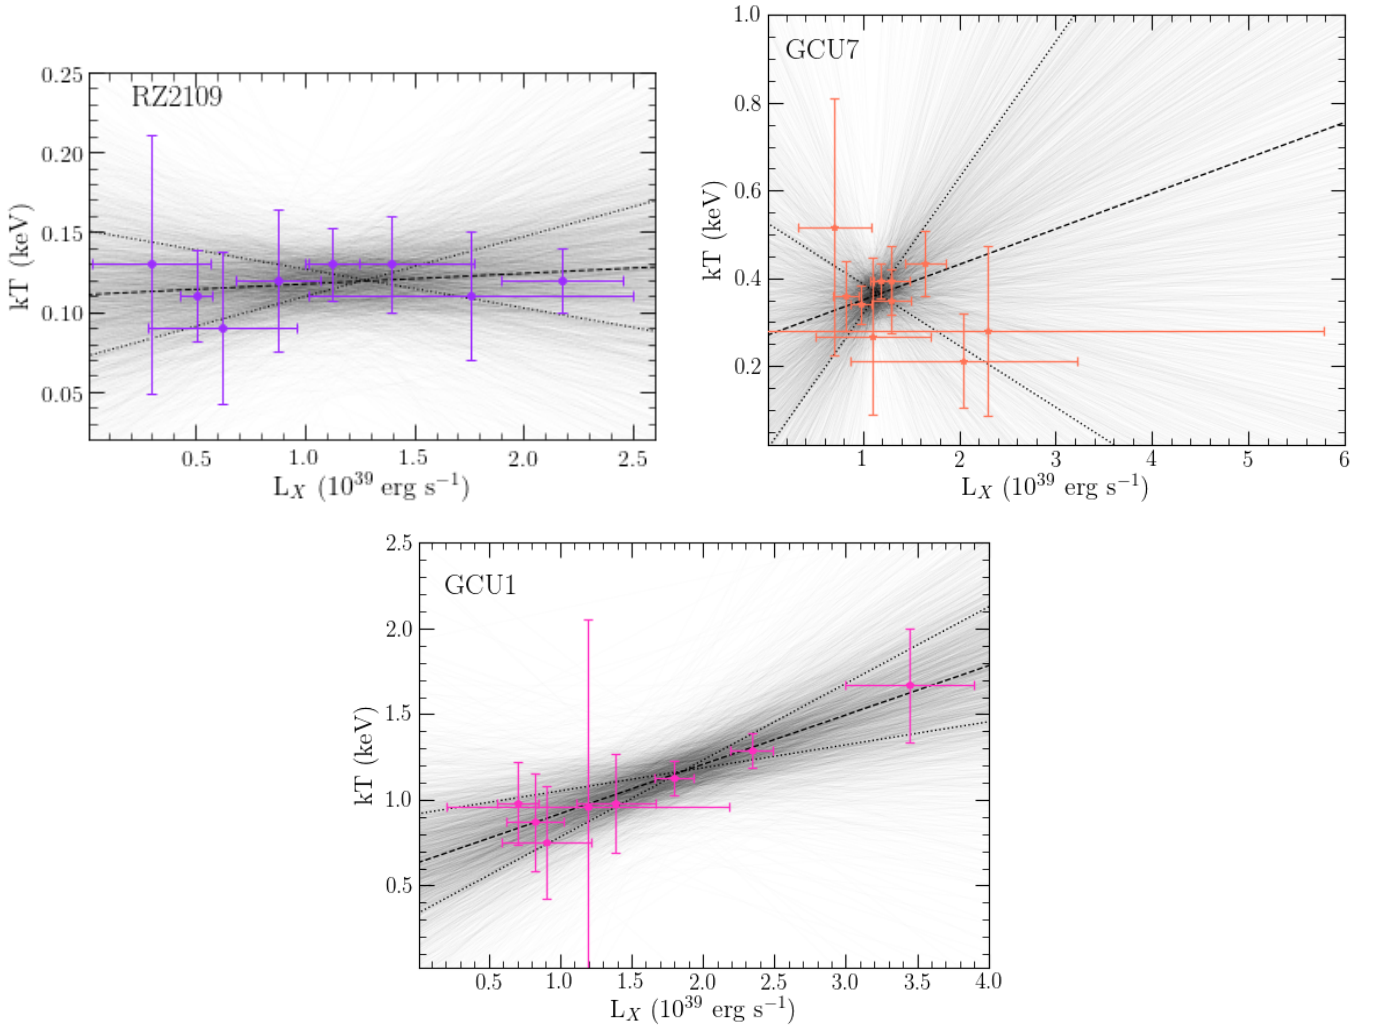 RZ2109
0.25
0.20
0.15
0.10
0.05
kT (keV)
0.5 1.0 1.5 2.0 2.5
L_X (10^39 erg s^−1)
GCU7
1.0
0.8
0.6
0.4
0.2
kT (keV)
1 2 3 4 5 6
L_X (10^39 erg s^−1)
GCU1
2.5
2.0
1.5
1.0
0.5
kT (keV)
0.5 1.0 1.5 2.0 2.5 3.0 3.5 4.0
L_X (10^39 erg s^−1)